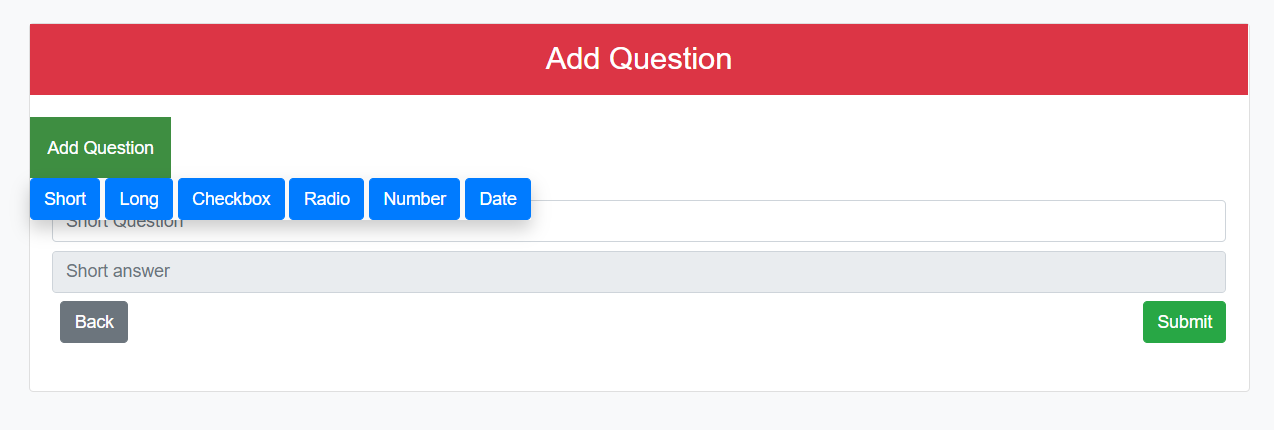 Add Question
Add Question
Short Long Checkbox Radio Number Date
Short Question
Short answer
Back Submit